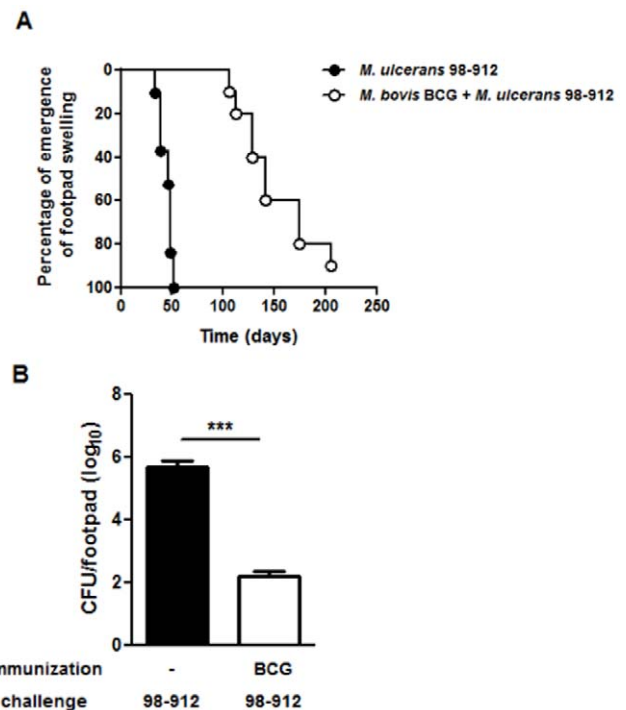 A
Percentage of emergence
of footpad swelling
0
20
40
60
80
100
0
50
100
150
200
250
Time (days)
M. ulcerans 98-912
M. bovis BCG + M. ulcerans 98-912
B
CFU/footpad (log10)
8
6
4
2
0
***
mmunization - BCG
challenge 98-912 98-912